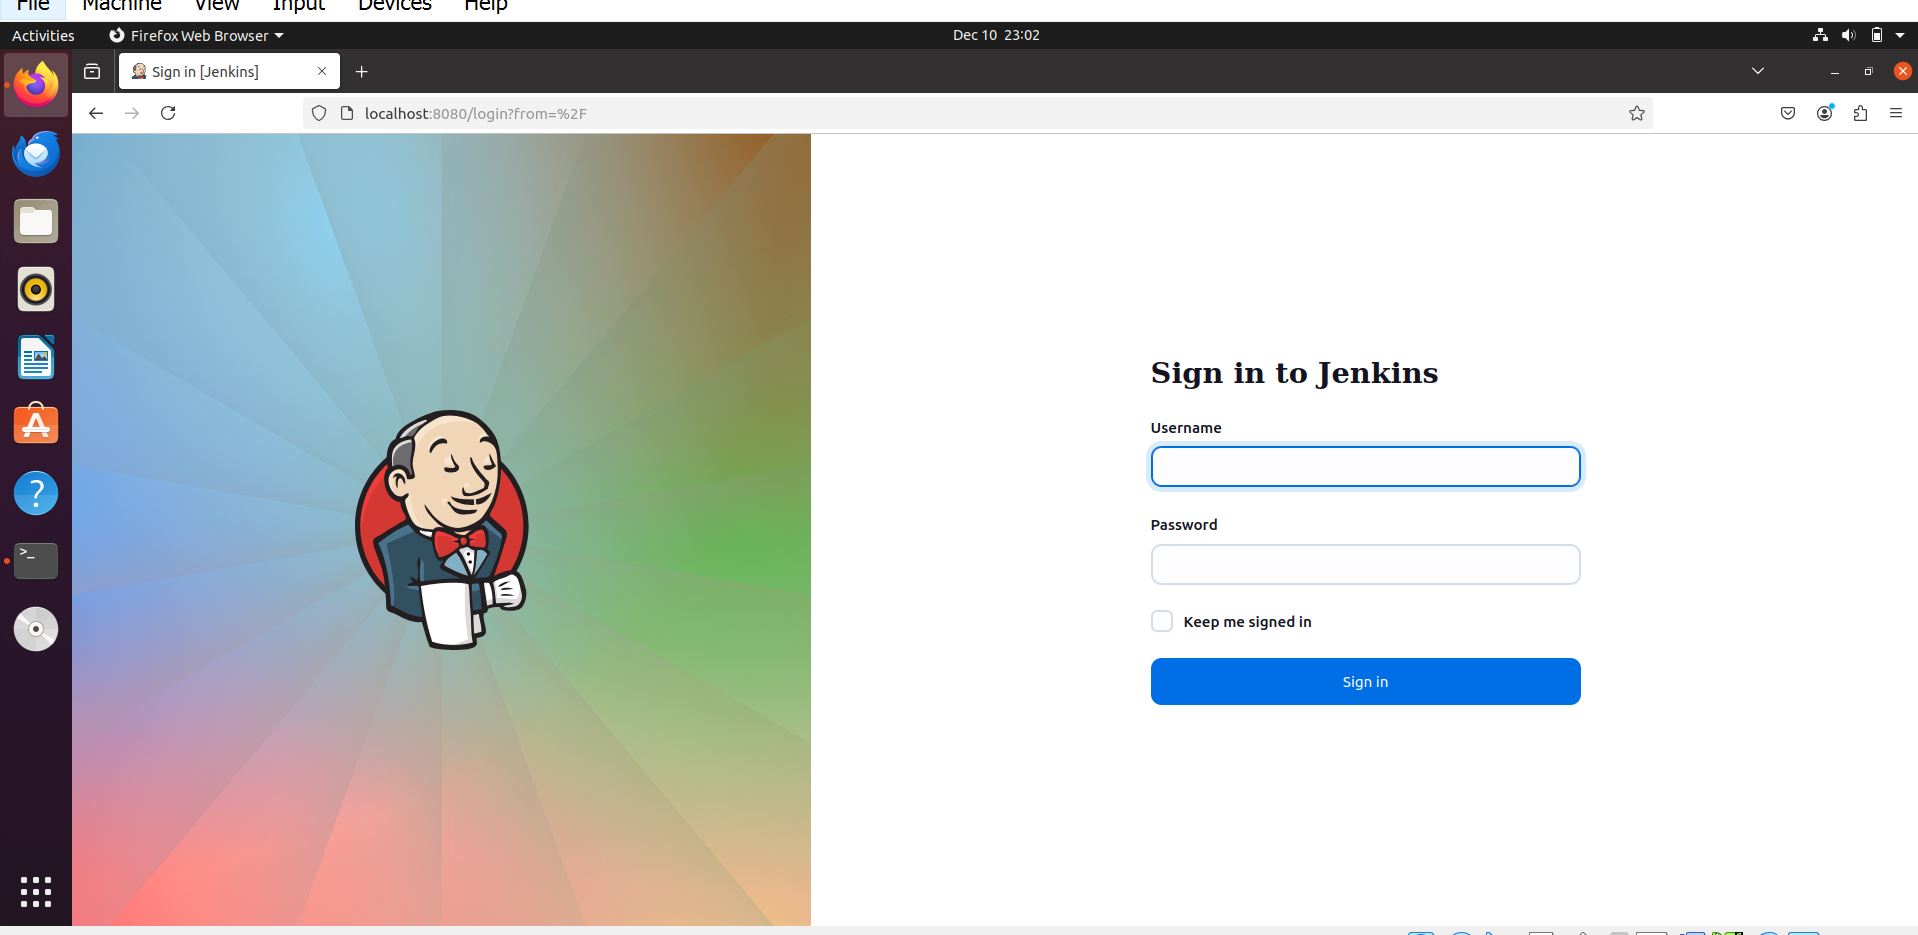 File Machine View Input Devices Help
Activities Firefox Web Browser Dec 10 23:02
Sign in [Jenkins]
localhost:8080/login?from=%2F
Sign in to Jenkins
Username
Password
Keep me signed in
Sign in